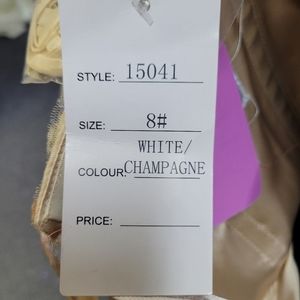 STYLE: 15041
SIZE: 8#
WHITE/
COLOUR: CHAMPAGNE
PRICE: